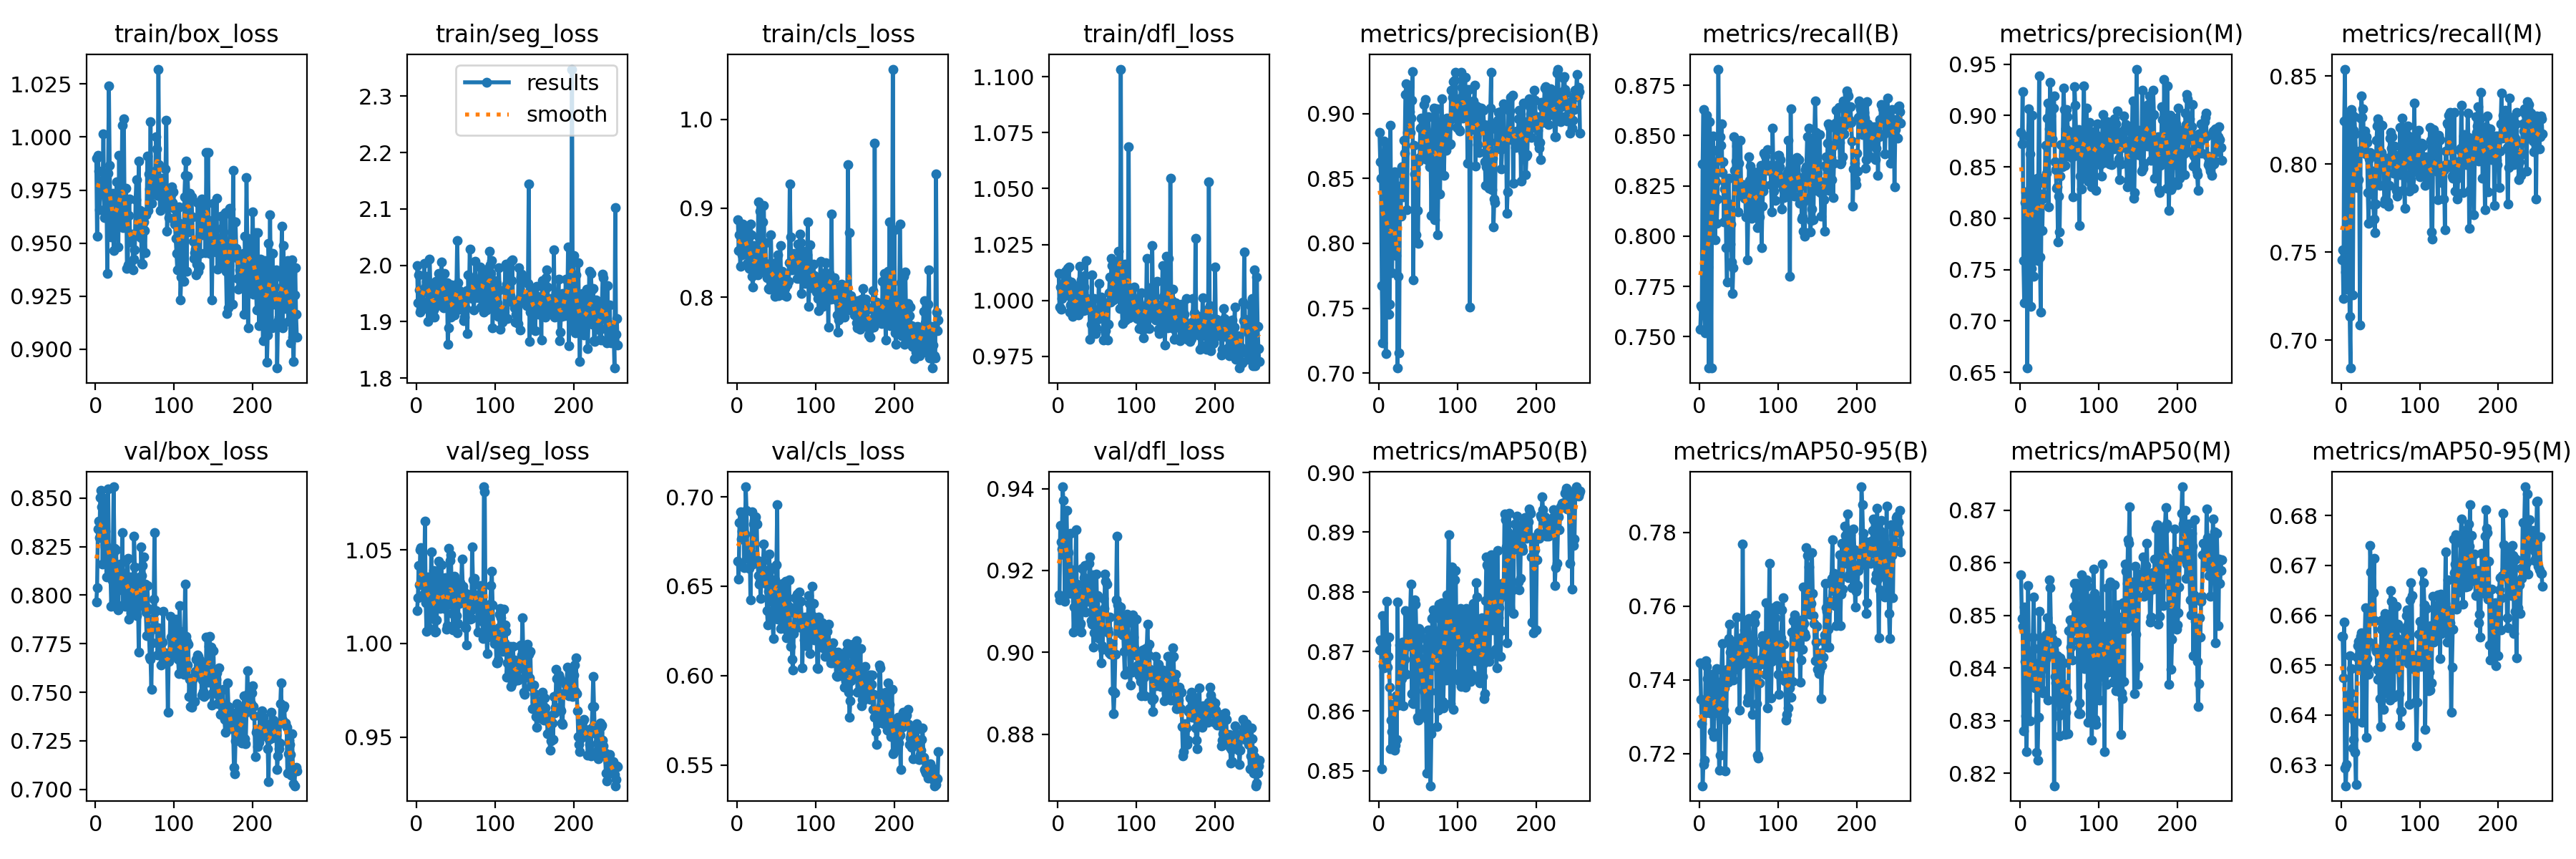 train/box_loss
train/seg_loss
train/cls_loss
train/dfl_loss
metrics/precision(B)
metrics/recall(B)
metrics/precision(M)
metrics/recall(M)
results
smooth
1.025
1.000
0.975
0.950
0.925
0.900
0 100 200
2.3
2.2
2.1
2.0
1.9
1.8
0 100 200
1.0
0.9
0.8
0 100 200
1.100
1.075
1.050
1.025
1.000
0.975
0 100 200
0.90
0.85
0.80
0.75
0.70
0 100 200
0.875
0.850
0.825
0.800
0.775
0.750
0 100 200
0.95
0.90
0.85
0.80
0.75
0.70
0.65
0 100 200
0.85
0.80
0.75
0.70
0 100 200
val/box_loss
val/seg_loss
val/cls_loss
val/dfl_loss
metrics/mAP50(B)
metrics/mAP50-95(B)
metrics/mAP50(M)
metrics/mAP50-95(M)
0.850
0.825
0.800
0.775
0.750
0.725
0.700
0 100 200
1.05
1.00
0.95
0 100 200
0.70
0.65
0.60
0.55
0 100 200
0.94
0.92
0.90
0.88
0 100 200
0.90
0.89
0.88
0.87
0.86
0.85
0 100 200
0.78
0.76
0.74
0.72
0 100 200
0.87
0.86
0.85
0.84
0.83
0.82
0 100 200
0.68
0.67
0.66
0.65
0.64
0.63
0 100 200